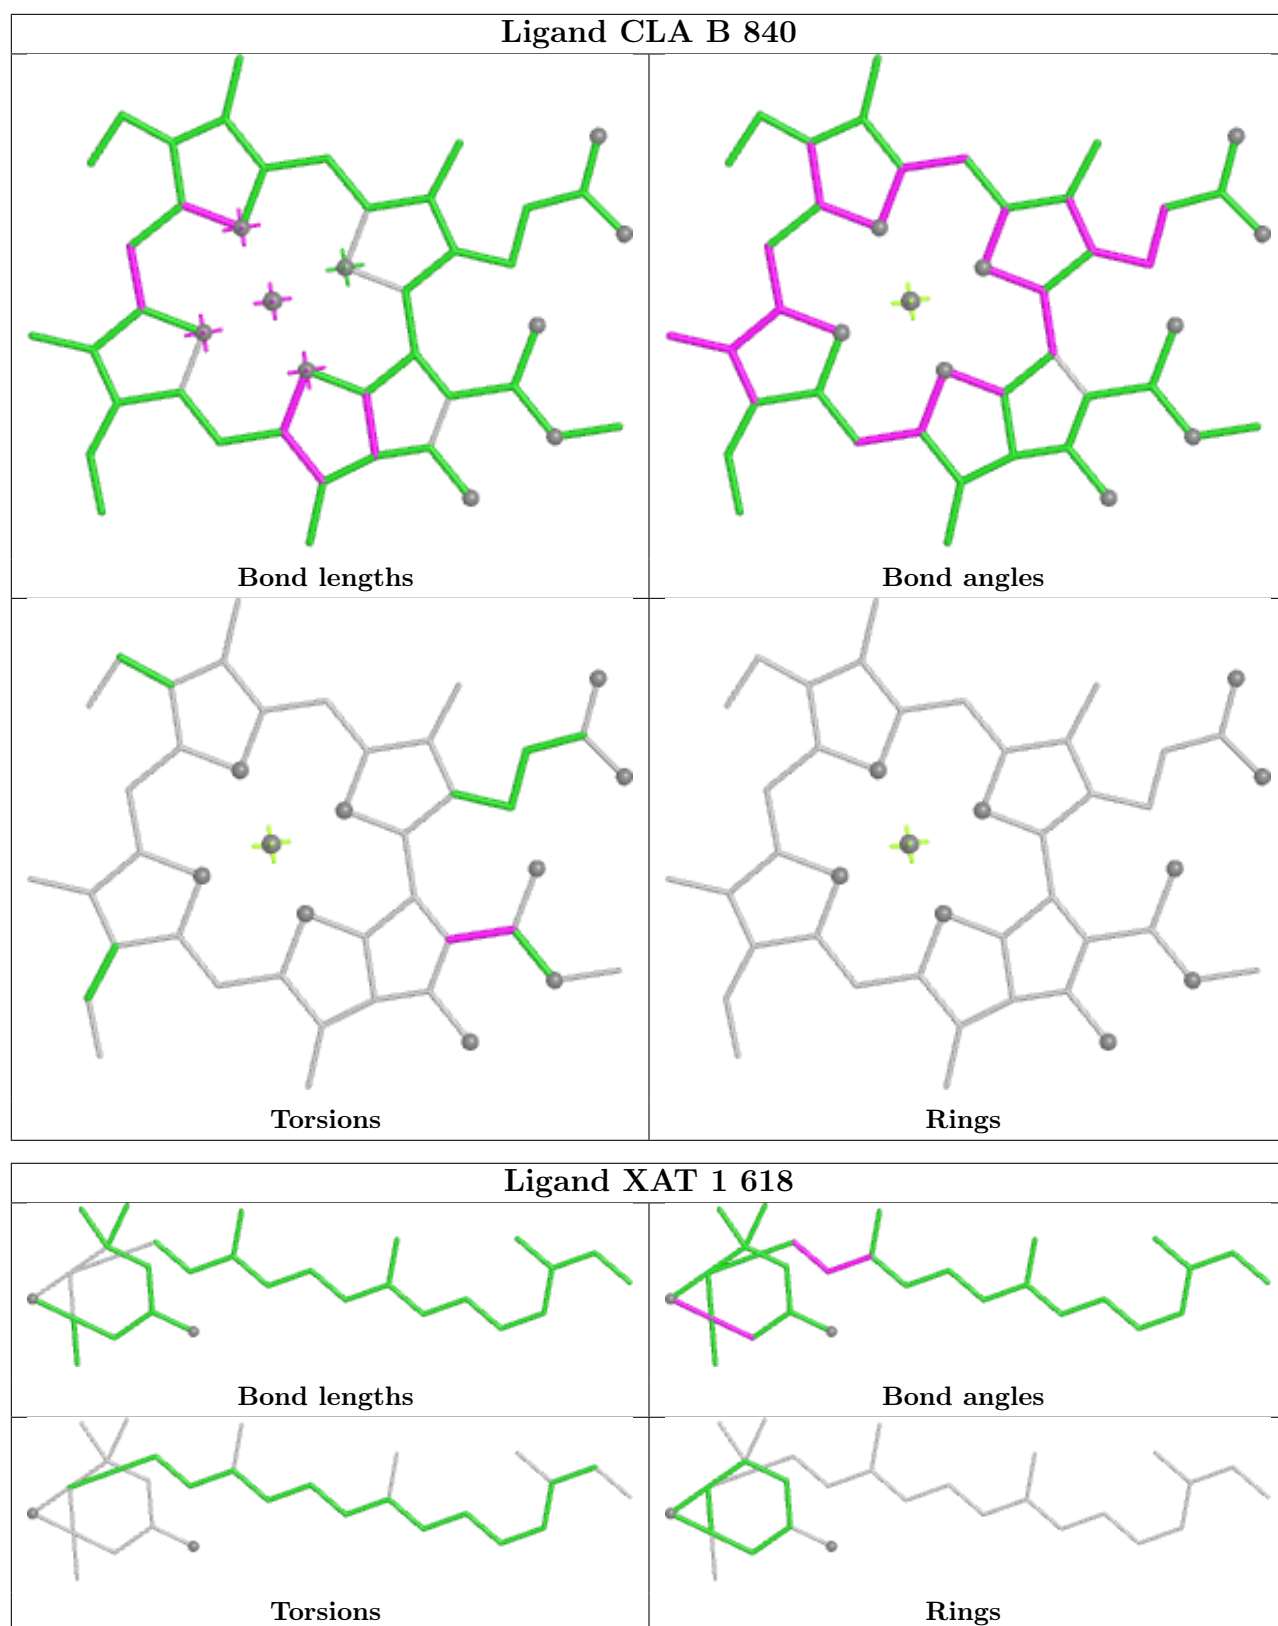 Ligand CLA B 840
Bond lengths
Bond angles
Torsions
Rings
Ligand XAT 1 618
Bond lengths
Bond angles
Torsions
Rings